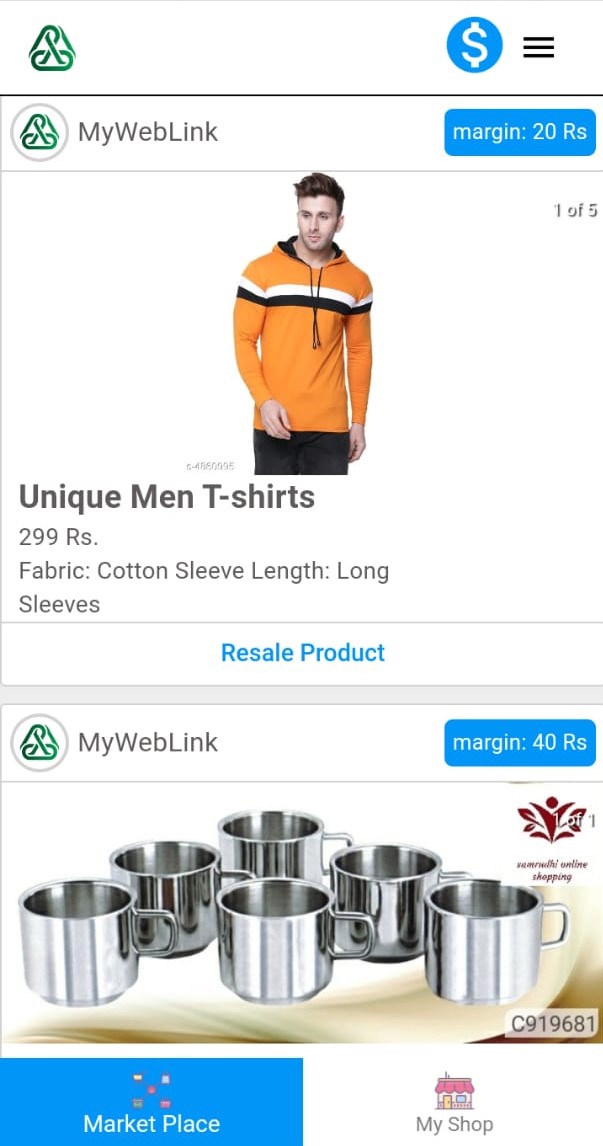 MyWebLink
margin: 20 Rs
1 of 5
c-4860995
Unique Men T-shirts
299 Rs.
Fabric: Cotton Sleeve Length: Long
Sleeves
Resale Product
MyWebLink
margin: 40 Rs
1 of 1
samrudhi online
shopping
C919681
Market Place
My Shop